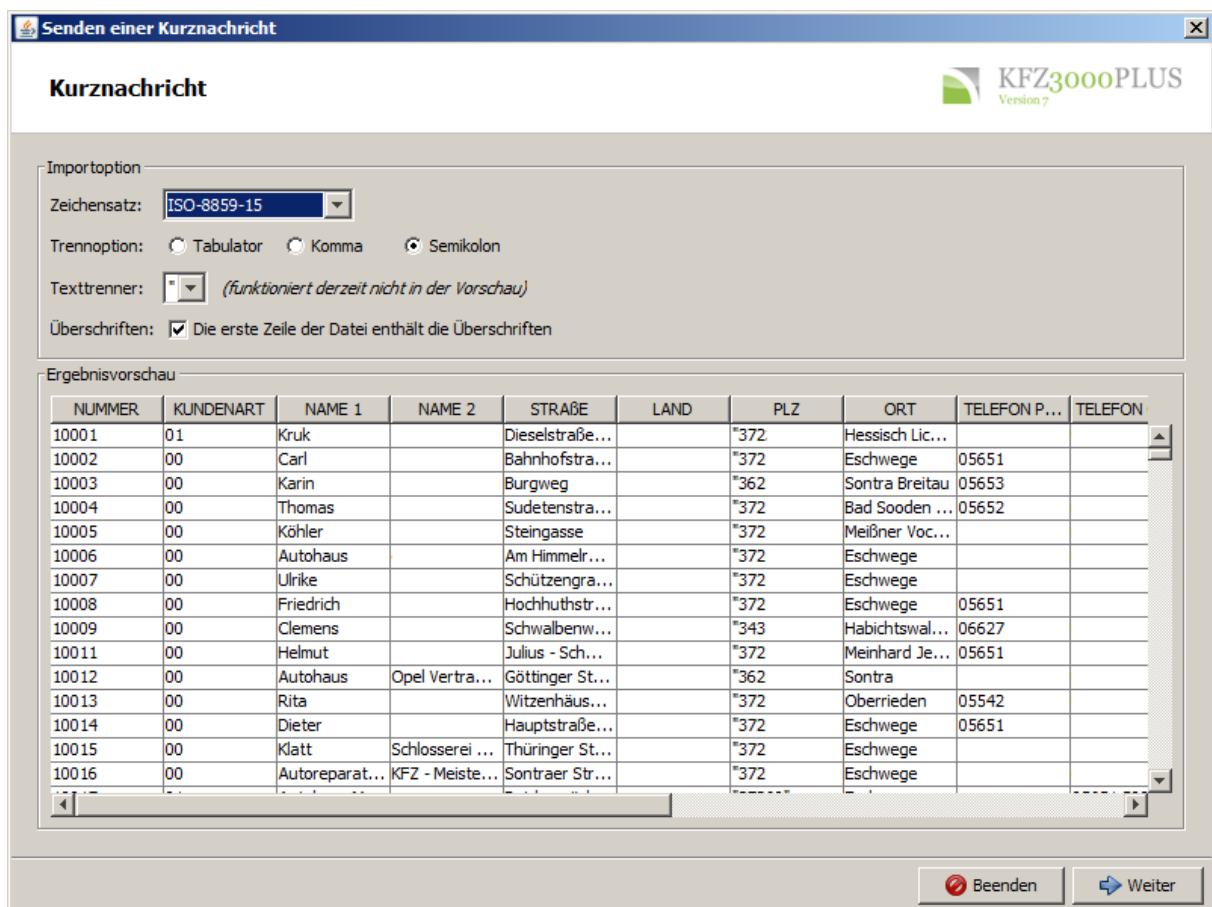 Senden einer Kurznachricht
Kurznachricht
KFZ3000PLUS
Version 7
Importoption
Zeichensatz: ISO-8859-15
Trennoption: Tabulator Komma Semikolon
Texttrenner: " (funktioniert derzeit nicht in der Vorschau)
Überschriften: Die erste Zeile der Datei enthält die Überschriften
Ergebnisvorschau
NUMMER KUNDENART NAME 1 NAME 2 STRAßE LAND PLZ ORT TELEFON P... TELEFON
10001 01 Kruk Dieselstraße... "372 Hessisch Lic...
10002 00 Carl Bahnhofstra... "372 Eschwege 05651
10003 00 Karin Burgweg "362 Sontra Breitau 05653
10004 00 Thomas Sudetenstra... "372 Bad Sooden ... 05652
10005 00 Köhler Steingasse "372 Meißner Voc...
10006 00 Autohaus Am Himmelr... "372 Eschwege
10007 00 Ulrike Schützengra... "372 Eschwege
10008 00 Friedrich Hochhuthstr... "372 Eschwege 05651
10009 00 Clemens Schwalbenw... "343 Habichtswal... 06627
10011 00 Helmut Julius - Sch... "372 Meinhard Je... 05651
10012 00 Autohaus Opel Vertra... Göttinger St... "362 Sontra
10013 00 Rita Witzenhäus... "372 Oberrieden 05542
10014 00 Dieter Hauptstraße... "372 Eschwege 05651
10015 00 Klatt Schlosserei ... Thüringer St... "372 Eschwege
10016 00 Autoreparat... KFZ - Meiste... Sontraer Str... "372 Eschwege
Beenden Weiter